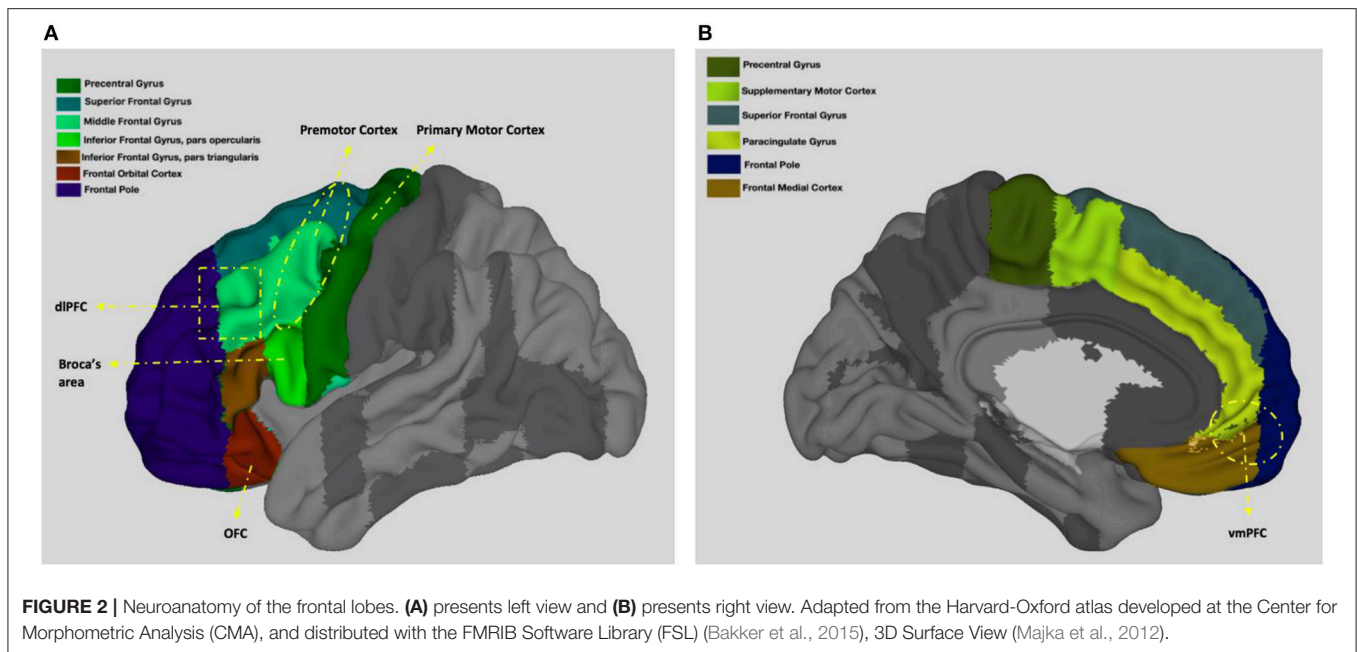 A
Precentral Gyrus
Superior Frontal Gyrus
Middle Frontal Gyrus
Inferior Frontal Gyrus, pars opercularis
Inferior Frontal Gyrus, pars triangularis
Frontal Orbital Cortex
Frontal Pole
Premotor Cortex
Primary Motor Cortex
dlPFC
Broca's
area
OFC
B
Precentral Gyrus
Supplementary Motor Cortex
Superior Frontal Gyrus
Paracingulate Gyrus
Frontal Pole
Frontal Medial Cortex
vmPFC
FIGURE 2 | Neuroanatomy of the frontal lobes. (A) presents left view and (B) presents right view. Adapted from the Harvard-Oxford atlas developed at the Center for
Morphometric Analysis (CMA), and distributed with the FMRIB Software Library (FSL) (Bakker et al., 2015), 3D Surface View (Majka et al., 2012).